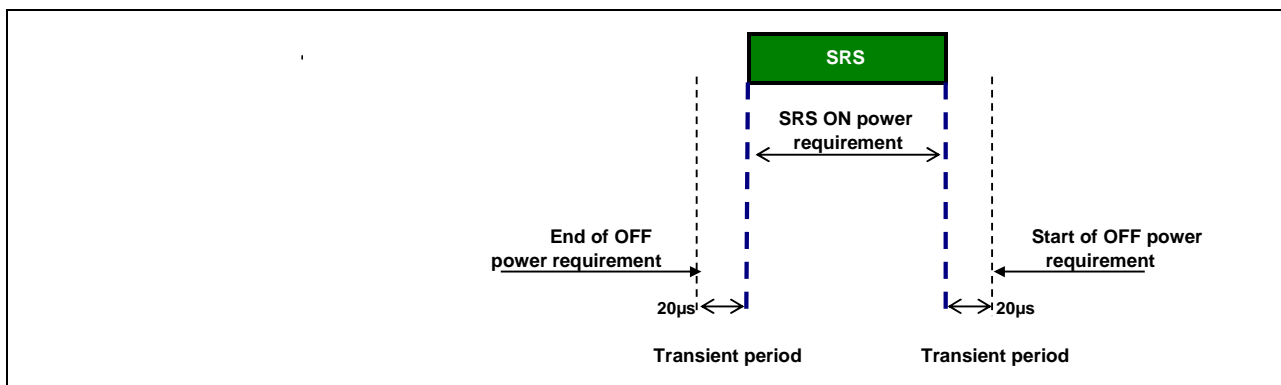 SRS
SRS ON power
requirement
End of OFF
power requirement
Start of OFF power
requirement
20µs
20µs
Transient period
Transient period